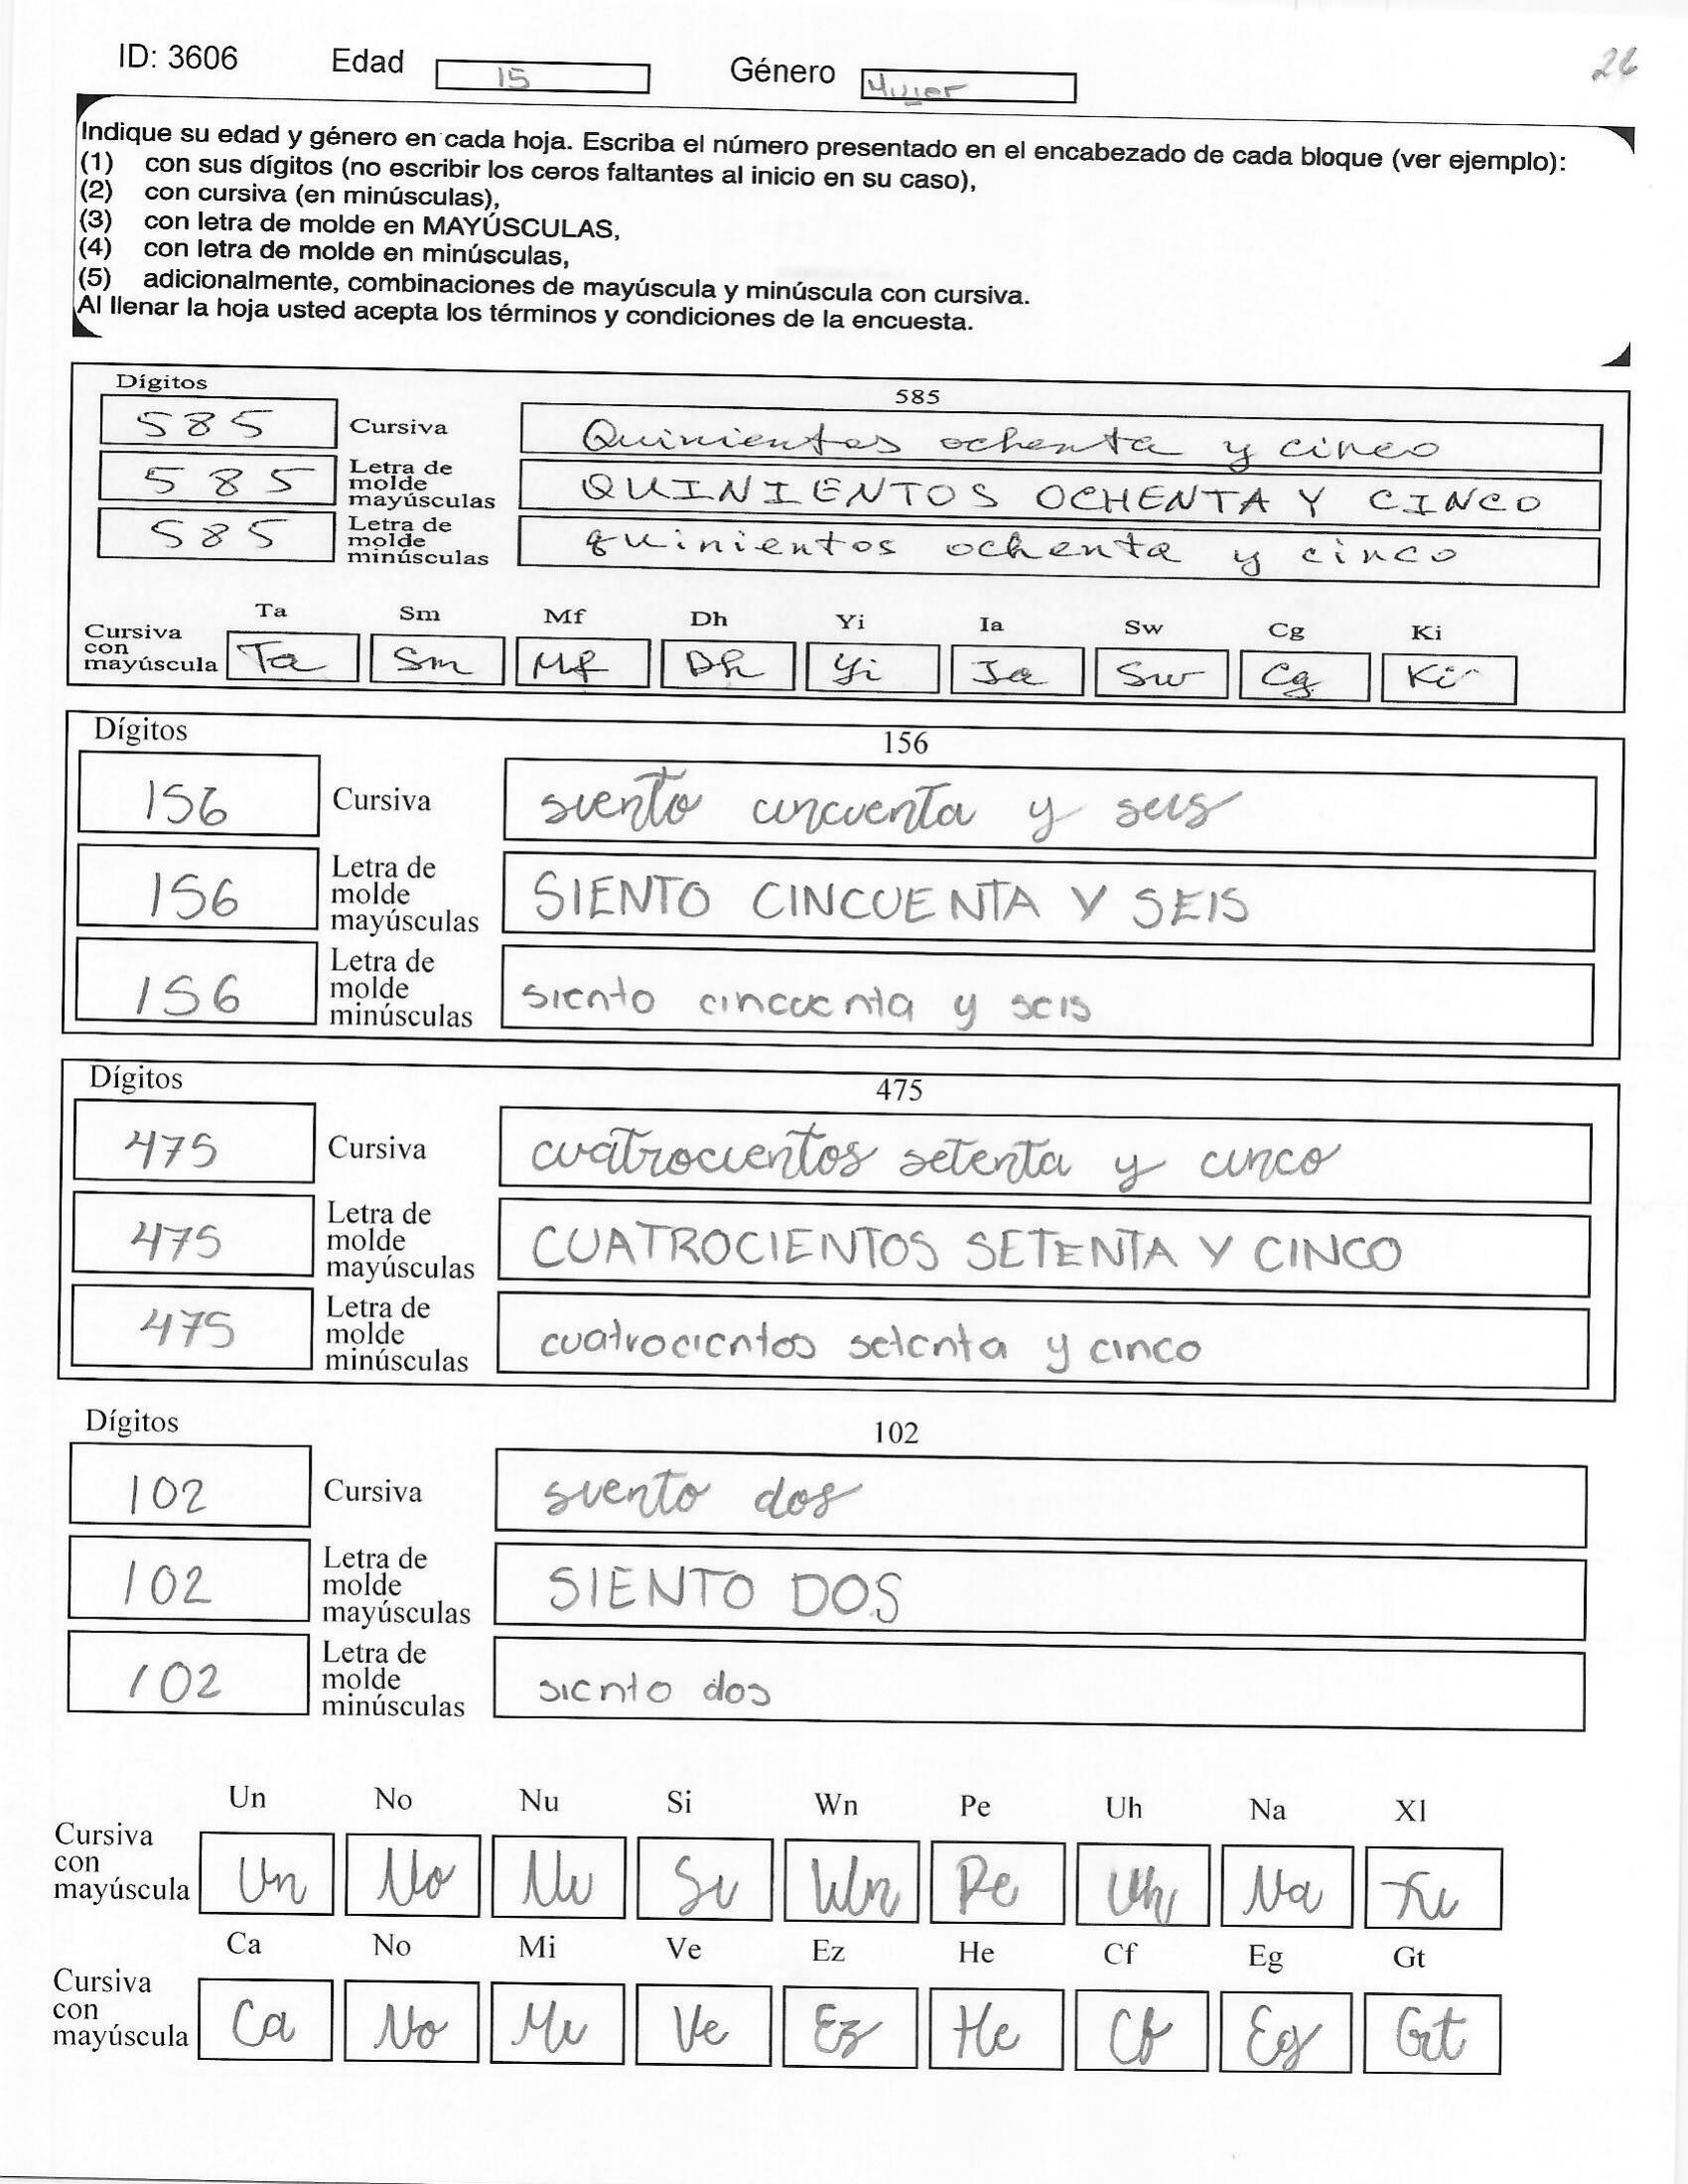 ID: 3606 Edad 15 Género Mujer 26
Indique su edad y género en cada hoja. Escriba el número presentado en el encabezado de cada bloque (ver ejemplo):
(1) con sus dígitos (no escribir los ceros faltantes al inicio en su caso),
(2) con cursiva (en minúsculas),
(3) con letra de molde en MAYÚSCULAS,
(4) con letra de molde en minúsculas,
(5) adicionalmente, combinaciones de mayúscula y minúscula con cursiva.
Al llenar la hoja usted acepta los términos y condiciones de la encuesta.
Dígitos 585
585 Cursiva Quinientos ochenta y cinco
585 Letra de molde mayúsculas QUINIENTOS OCHENTA Y CINCO
585 Letra de molde minúsculas quinientos ochenta y cinco
Ta Sm Mf Dh Yi Ia Sw Cg Ki
Cursiva con mayúscula Ta Sm Mf Dh Yi Ia Sw Cg Ki
Dígitos 156
156 Cursiva siento cincuenta y seis
156 Letra de molde mayúsculas SIENTO CINCUENTA Y SEIS
156 Letra de molde minúsculas siento cincuenta y seis
Dígitos 475
475 Cursiva cuatrocientos setenta y cinco
475 Letra de molde mayúsculas CUATROCIENTOS SETENTA Y CINCO
475 Letra de molde minúsculas cuatrocientos setenta y cinco
Dígitos 102
102 Cursiva siento dos
102 Letra de molde mayúsculas SIENTO DOS
102 Letra de molde minúsculas siento dos
Un No Nu Si Wn Pe Uh Na Xl
Cursiva con mayúscula Un No Nu Si Wn Pe Uh Na Xi
Ca No Mi Ve Ez He Cf Eg Gt
Cursiva con mayúscula Ca No Mi Ve Ez He Cf Eg Gt